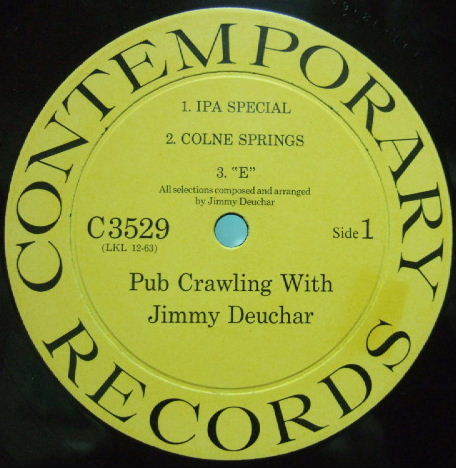 CONTEMPORARY
1. IPA SPECIAL
2. COLNE SPRINGS
3. "E"
All selections composed and arranged
by Jimmy Deuchar
C3529
(LKL 12-63)
Side 1
Pub Crawling With
Jimmy Deuchar
RECORDS